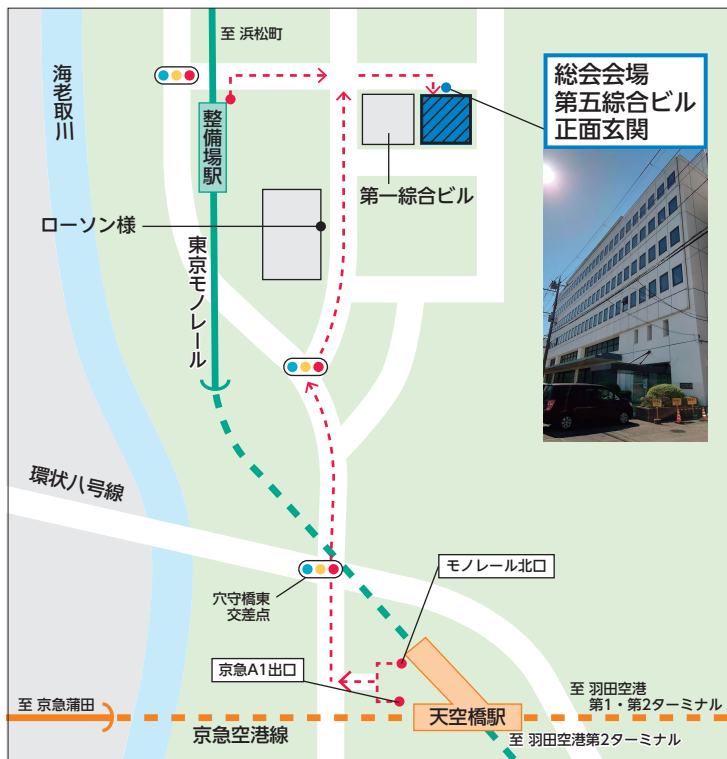 至 浜松町
総会会場
第五綜合ビル
正面玄関
海老取川
整備場駅
第一綜合ビル
ローソン様
東京モノレール
環状八号線
モノレール北口
穴守橋東
交差点
京急A1出口
至 京急蒲田
天空橋駅
至 羽田空港
第1・第2ターミナル
京急空港線
至 羽田空港第2ターミナル